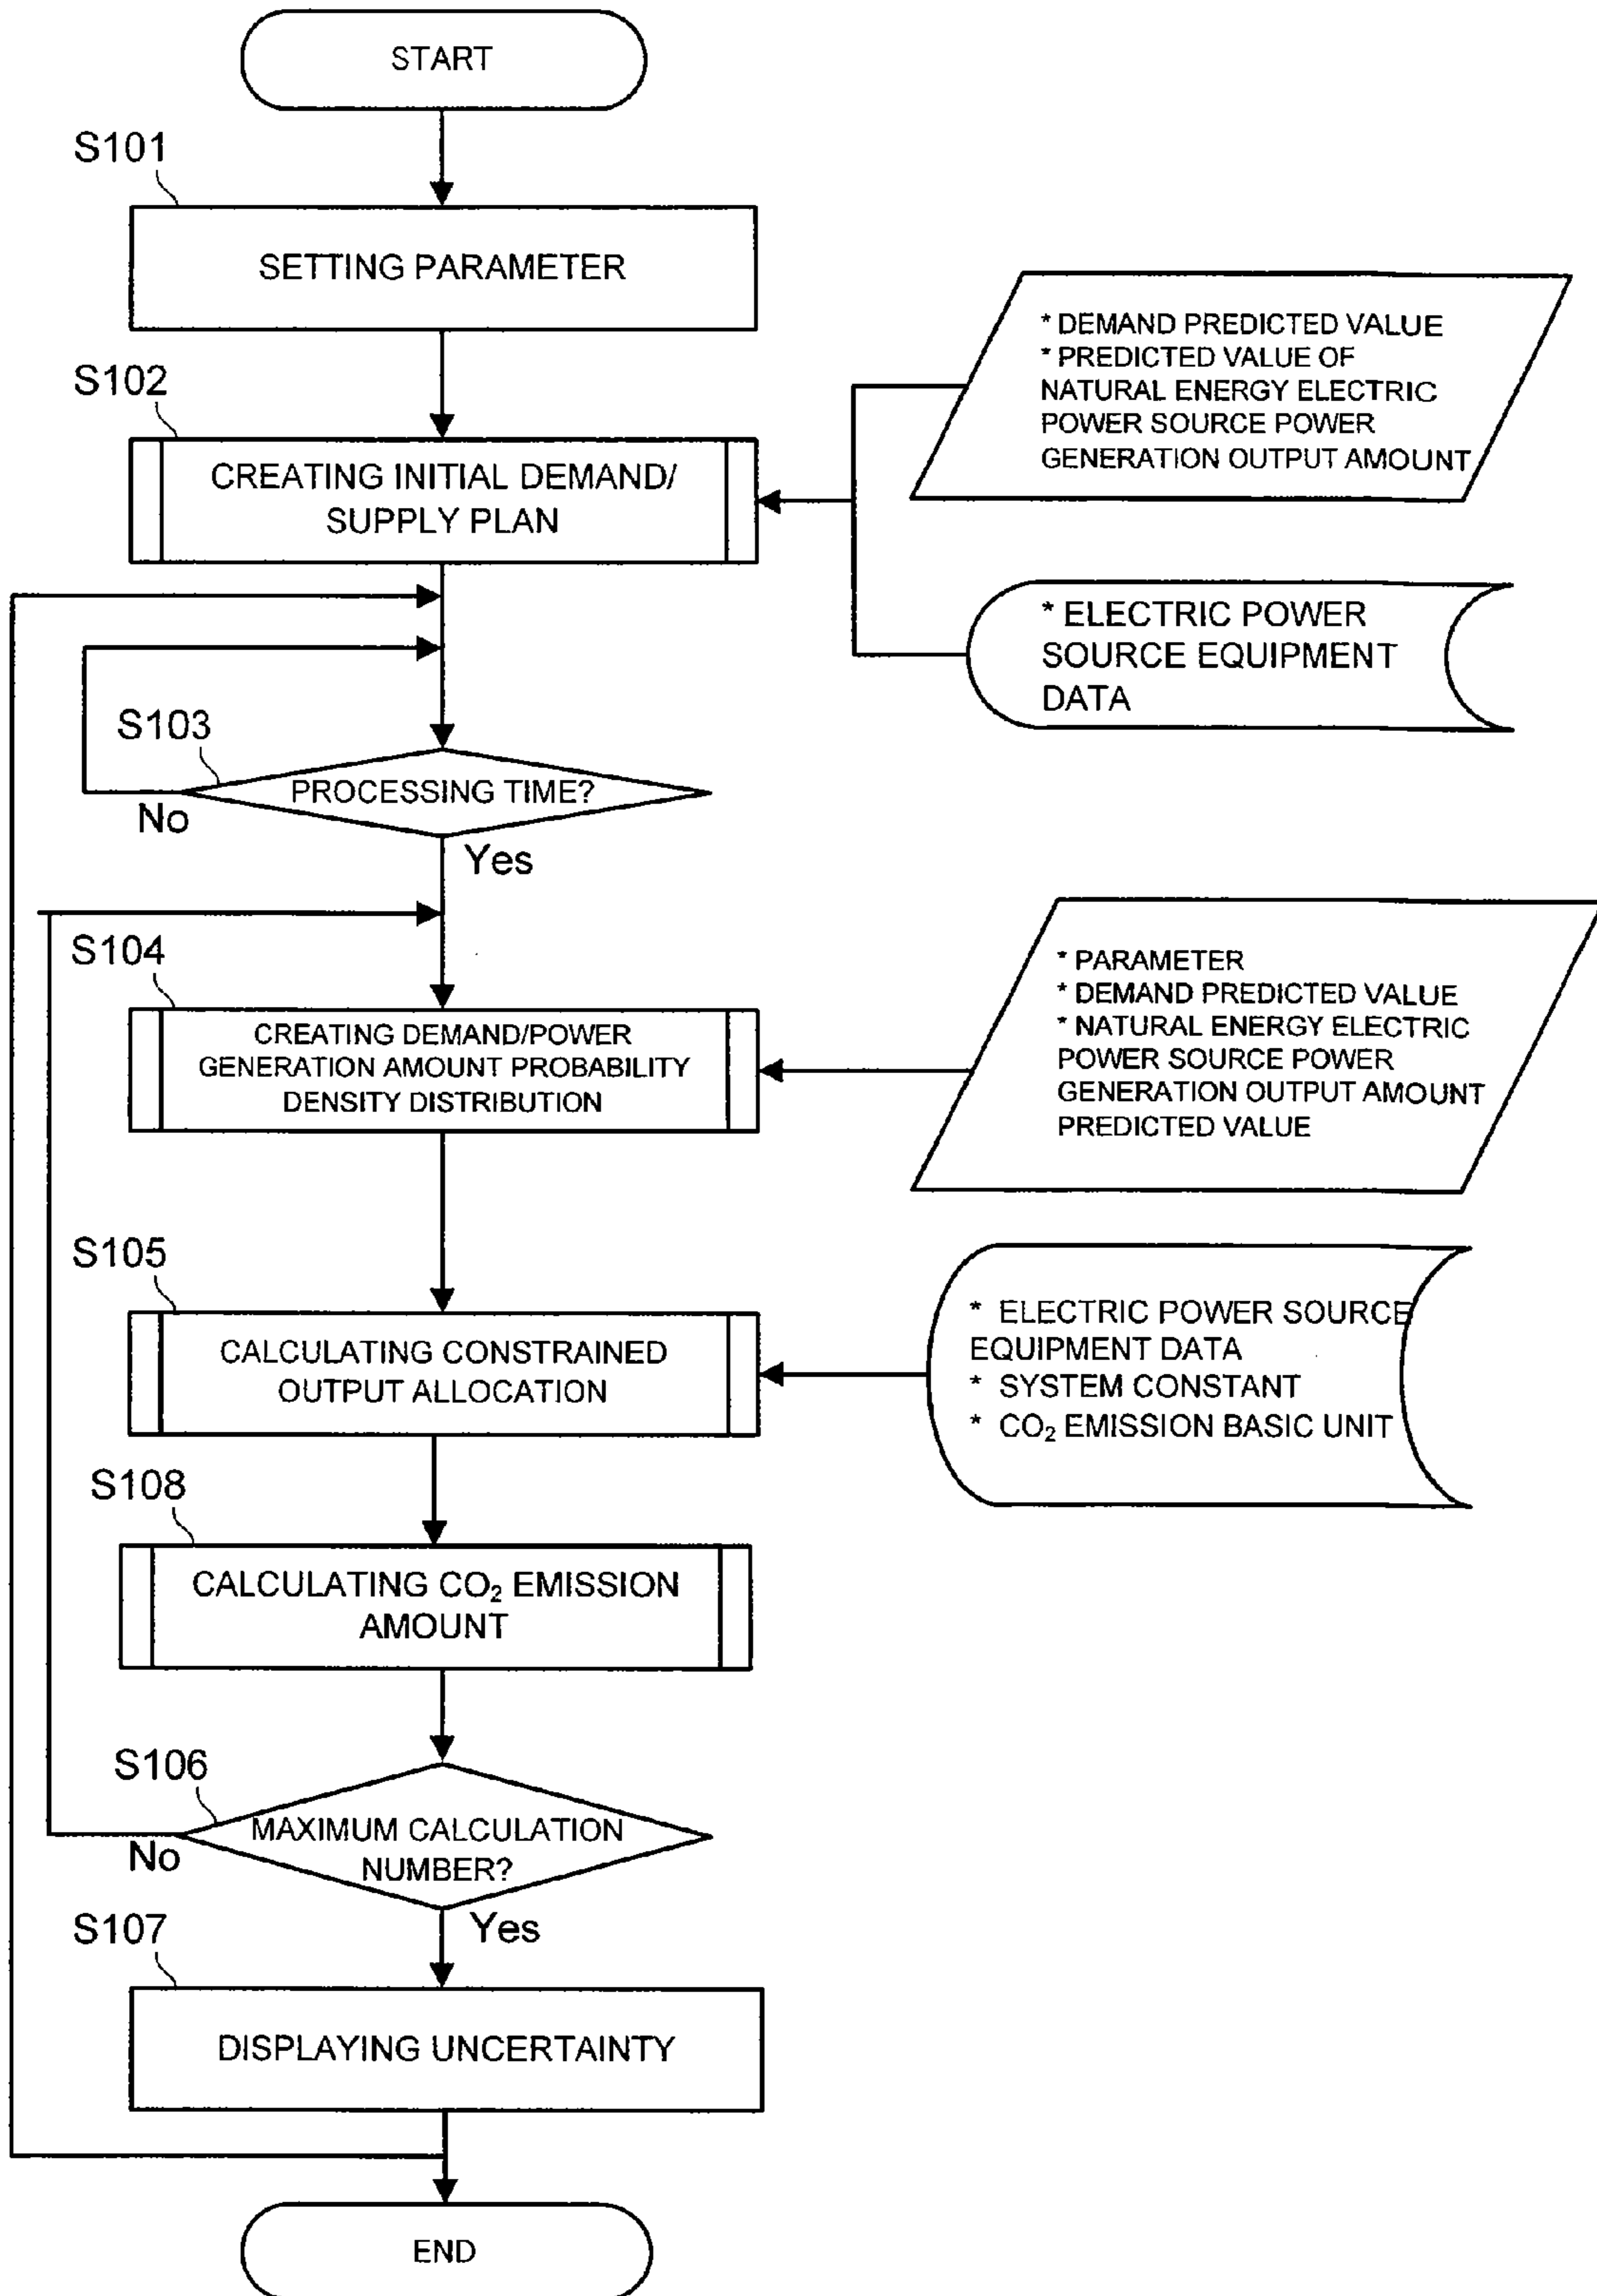 START
S101
SETTING PARAMETER
S102
CREATING INITIAL DEMAND/
SUPPLY PLAN
* DEMAND PREDICTED VALUE
* PREDICTED VALUE OF
NATURAL ENERGY ELECTRIC
POWER SOURCE POWER
GENERATION OUTPUT AMOUNT
* ELECTRIC POWER
SOURCE EQUIPMENT
DATA
S103
PROCESSING TIME?
No
Yes
S104
CREATING DEMAND/POWER
GENERATION AMOUNT PROBABILITY
DENSITY DISTRIBUTION
* PARAMETER
* DEMAND PREDICTED VALUE
* NATURAL ENERGY ELECTRIC
POWER SOURCE POWER
GENERATION OUTPUT AMOUNT
PREDICTED VALUE
S105
CALCULATING CONSTRAINED
OUTPUT ALLOCATION
* ELECTRIC POWER SOURCE
EQUIPMENT DATA
* SYSTEM CONSTANT
* CO₂ EMISSION BASIC UNIT
S108
CALCULATING CO₂ EMISSION
AMOUNT
S106
MAXIMUM CALCULATION
NUMBER?
No
Yes
S107
DISPLAYING UNCERTAINTY
END